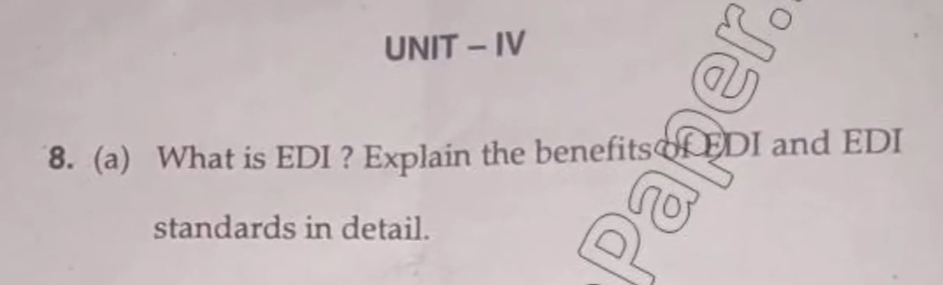 UNIT – IV
8. (a) What is EDI ? Explain the benefits of EDI and EDI
standards in detail.
Paper.